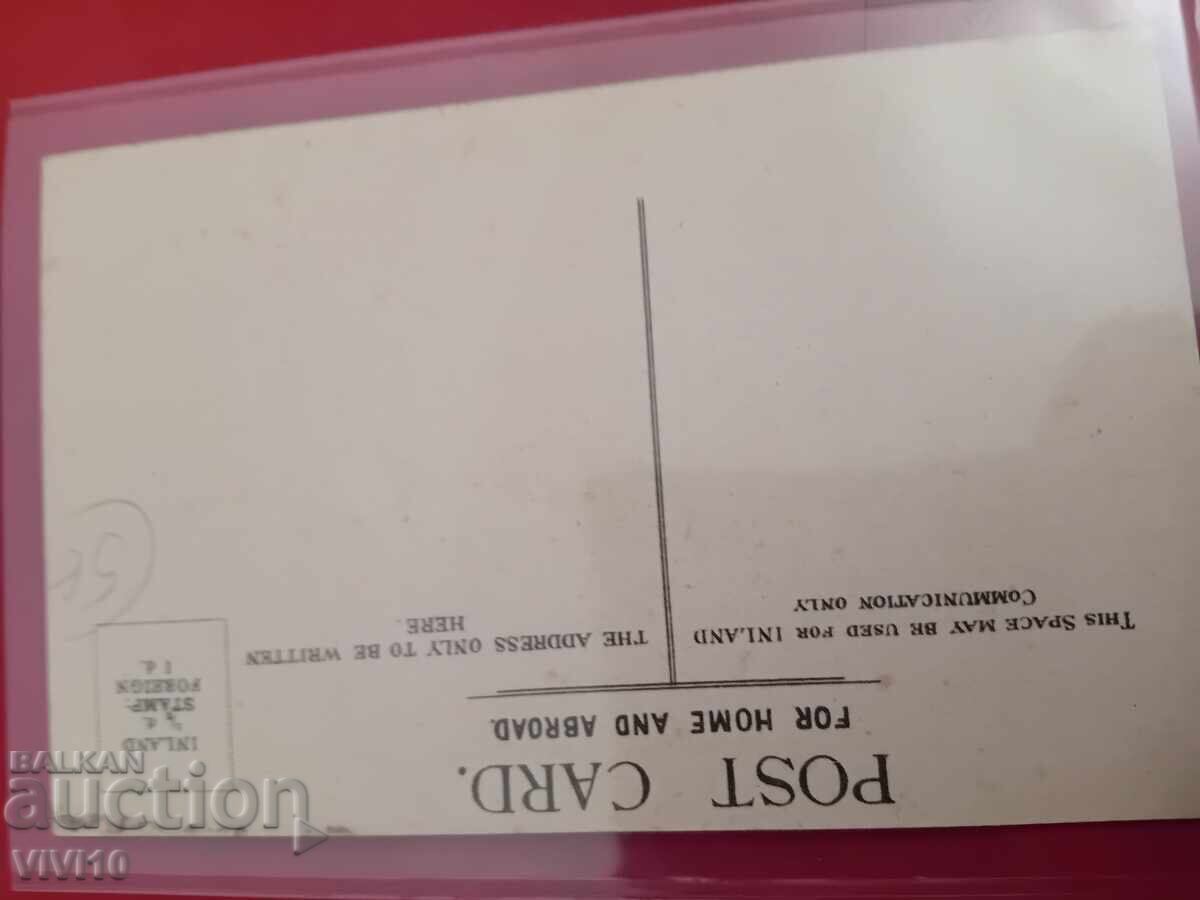 POST CARD.
FOR HOME AND ABROAD.
THIS SPACE MAY BE USED FOR INLAND
COMMUNICATION ONLY
THE ADDRESS ONLY TO BE WRITTEN
HERE.
INLAND
½ d.
STAMP.
FOREIGN
1 d.
BALKAN
auction
VIVI10